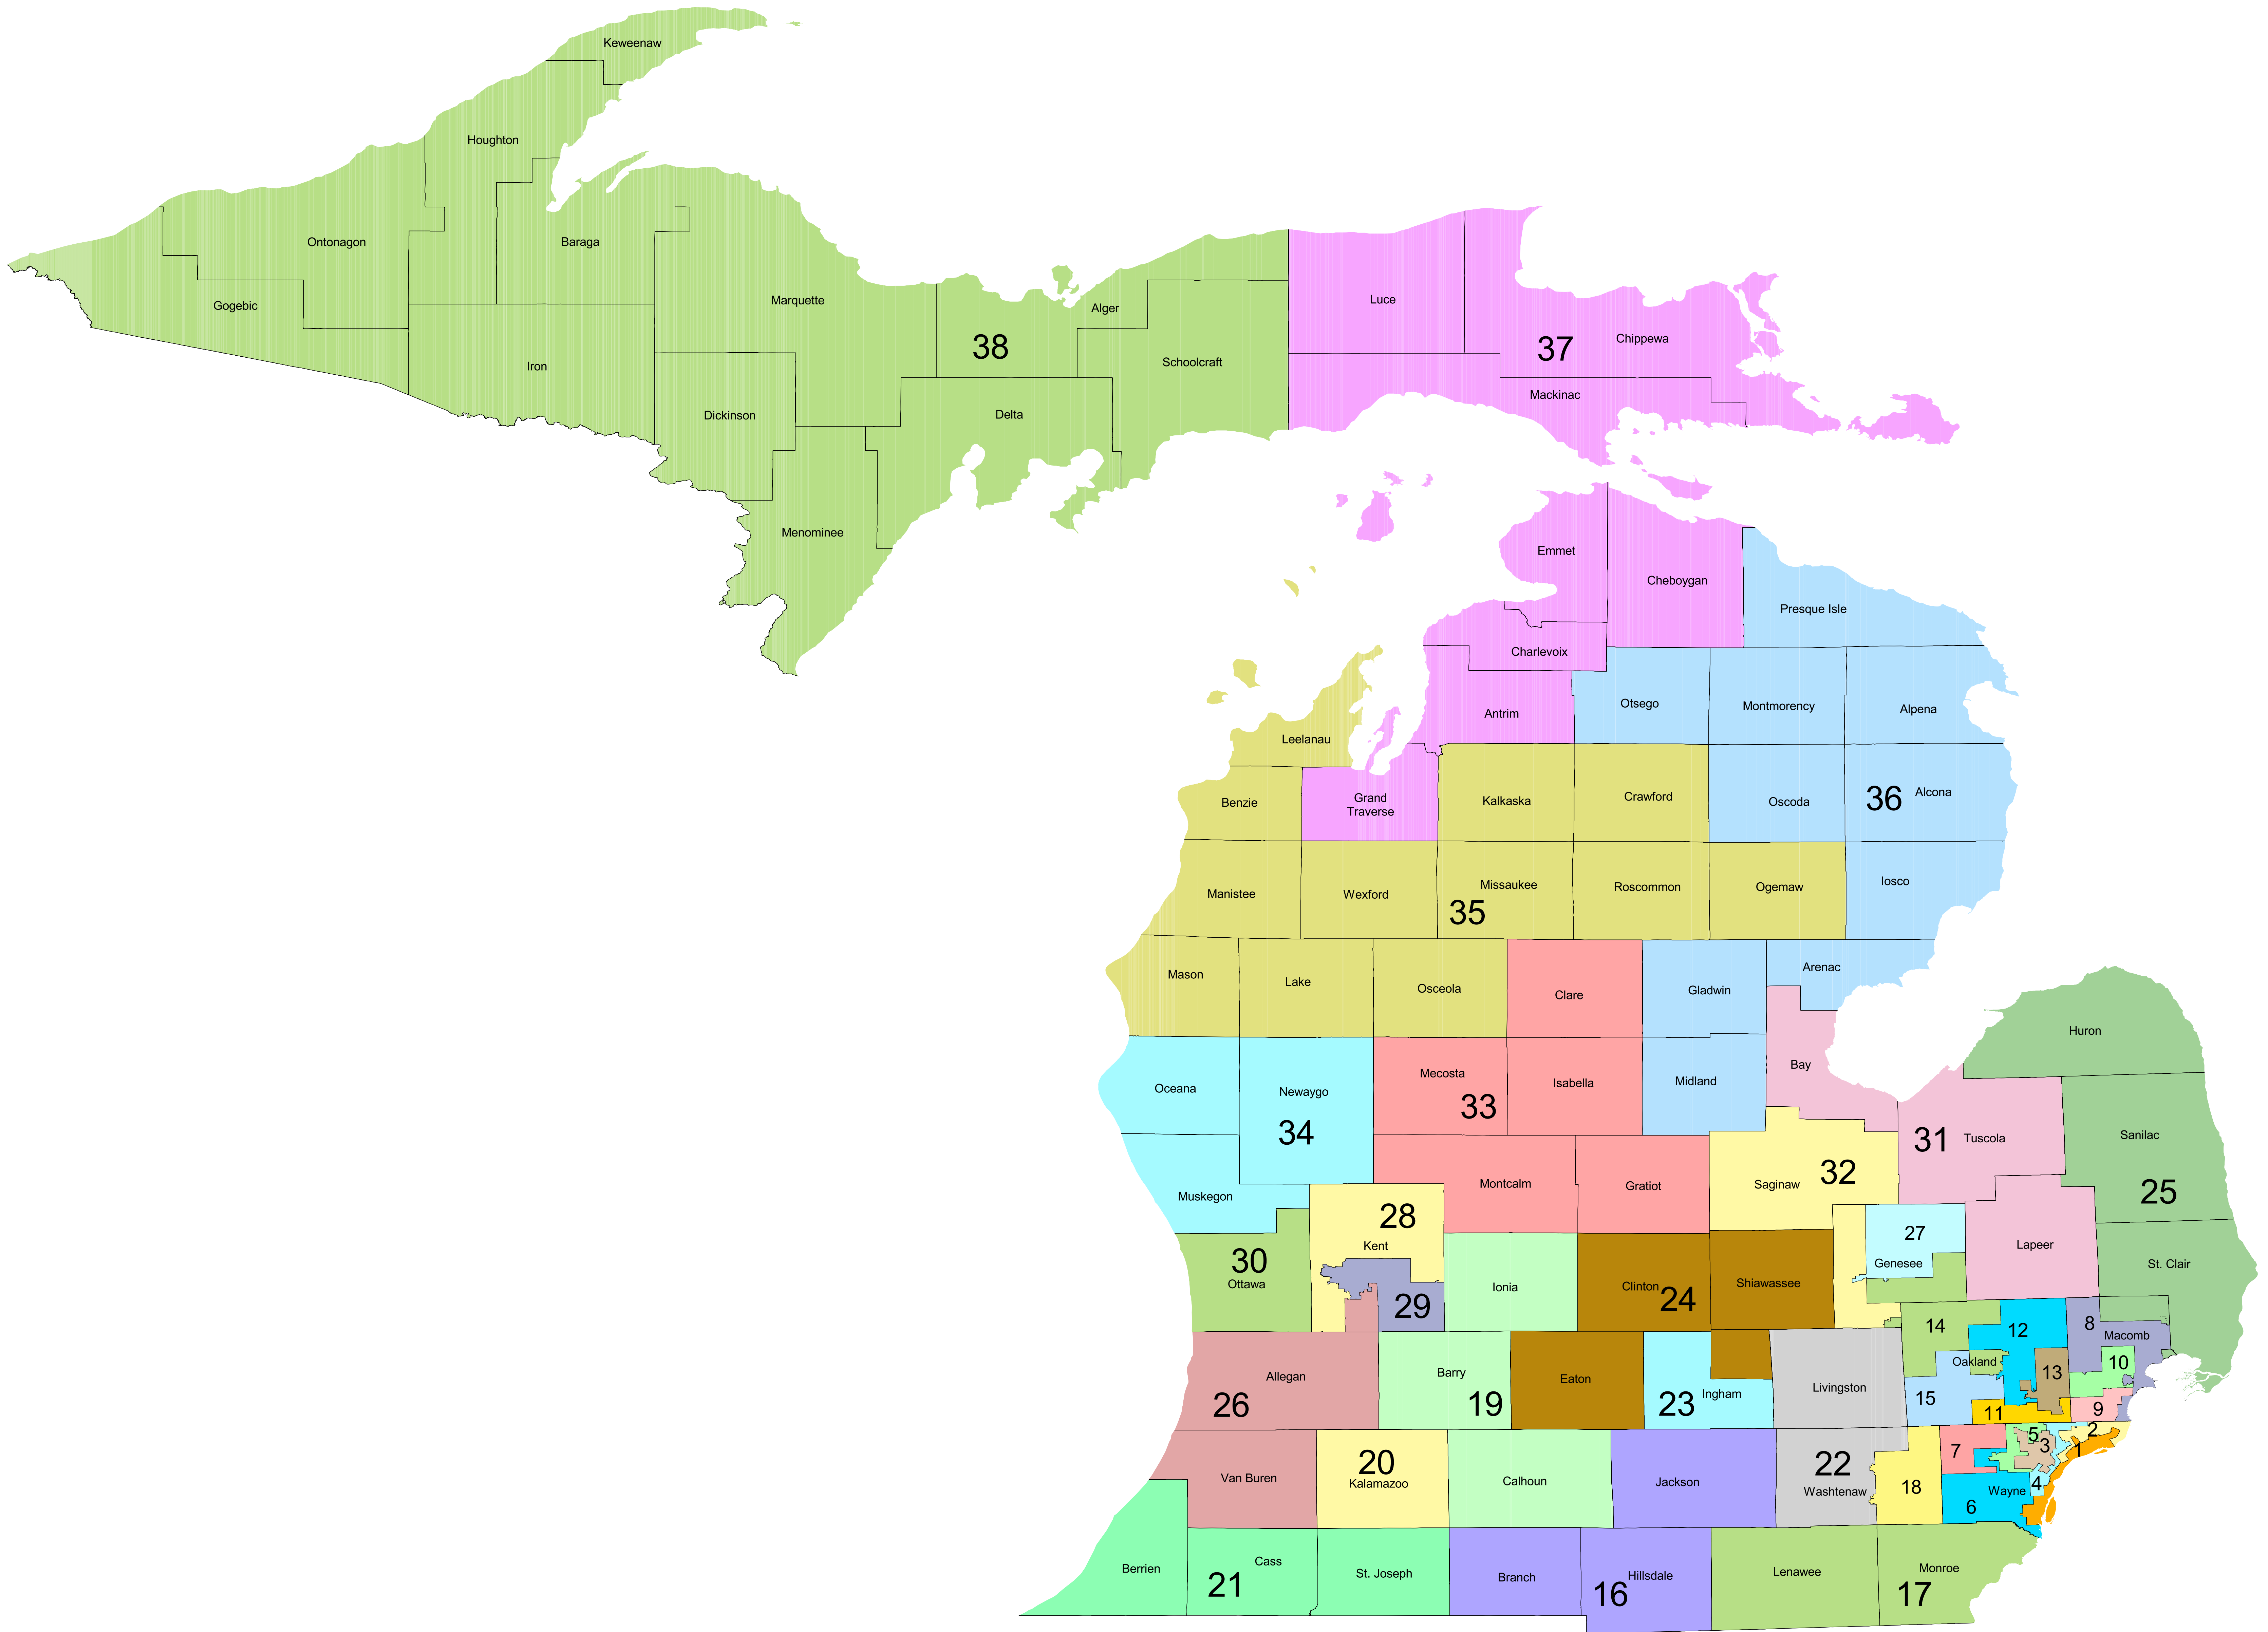 Keweenaw
Houghton
Ontonagon
Baraga
Gogebic
Marquette
Luce
Alger
38
Chippewa
37
Schoolcraft
Iron
Mackinac
Dickinson
Delta
Menominee
Emmet
Cheboygan
Presque Isle
Charlevoix
Otsego
Montmorency
Alpena
Antrim
Leelanau
Benzie
Grand
Traverse
Kalkaska
Crawford
Oscoda
36
Alcona
Manistee
Wexford
Missaukee
35
Roscommon
Ogemaw
Iosco
Mason
Lake
Osceola
Clare
Gladwin
Arenac
Huron
Oceana
Newaygo
34
Mecosta
33
Isabella
Midland
Bay
31
Tuscola
Sanilac
25
Muskegon
Montcalm
Gratiot
Saginaw
32
28
Kent
30
Ottawa
29
Ionia
Clinton
24
Shiawassee
27
Genesee
Lapeer
St. Clair
14
12
8
Macomb
Oakland
13
10
15
11
9
Allegan
26
Barry
19
Eaton
23
Ingham
Livingston
Van Buren
20
Kalamazoo
Calhoun
Jackson
22
Washtenaw
18
7
5
3
2
1
4
Wayne
6
Berrien
Cass
21
St. Joseph
Branch
Hillsdale
16
Lenawee
Monroe
17